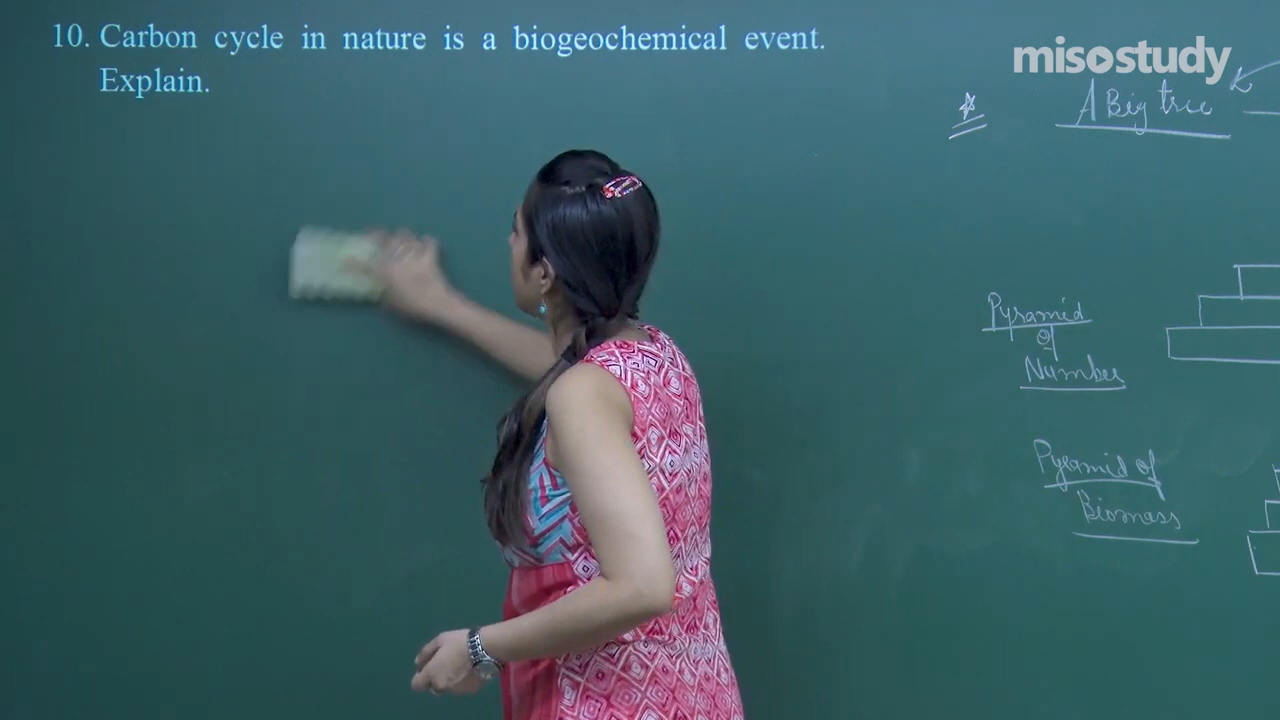 10. Carbon cycle in nature is a biogeochemical event.
Explain.
misostudy
A Big tree
Pyramid
of
Number
Pyramid of
Biomass